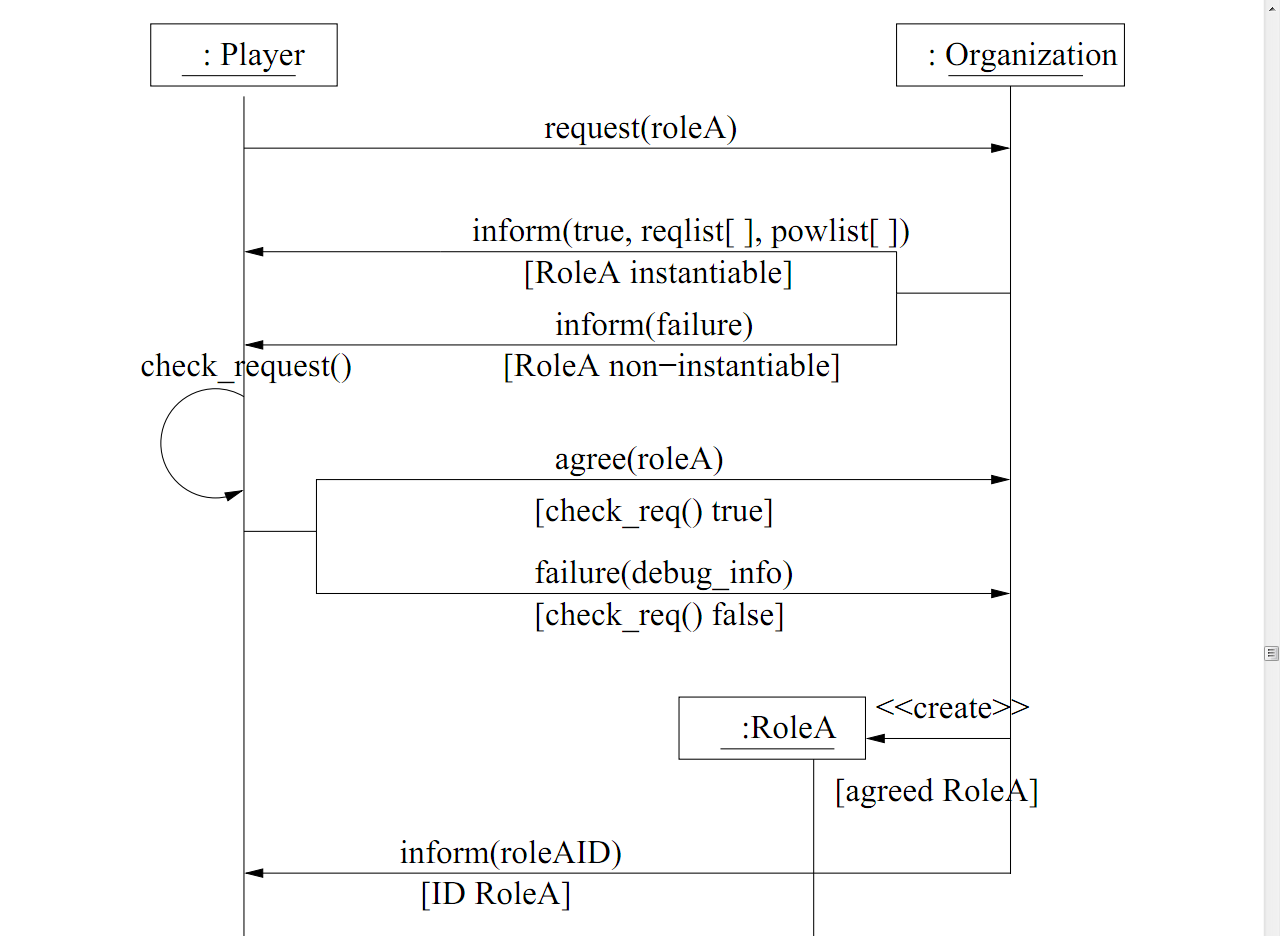 : Player
: Organization
request(roleA)
inform(true, reqlist[ ], powlist[ ])
[RoleA instantiable]
inform(failure)
[RoleA non−instantiable]
check_request()
agree(roleA)
[check_req() true]
failure(debug_info)
[check_req() false]
<<create>>
:RoleA
[agreed RoleA]
inform(roleAID)
[ID RoleA]